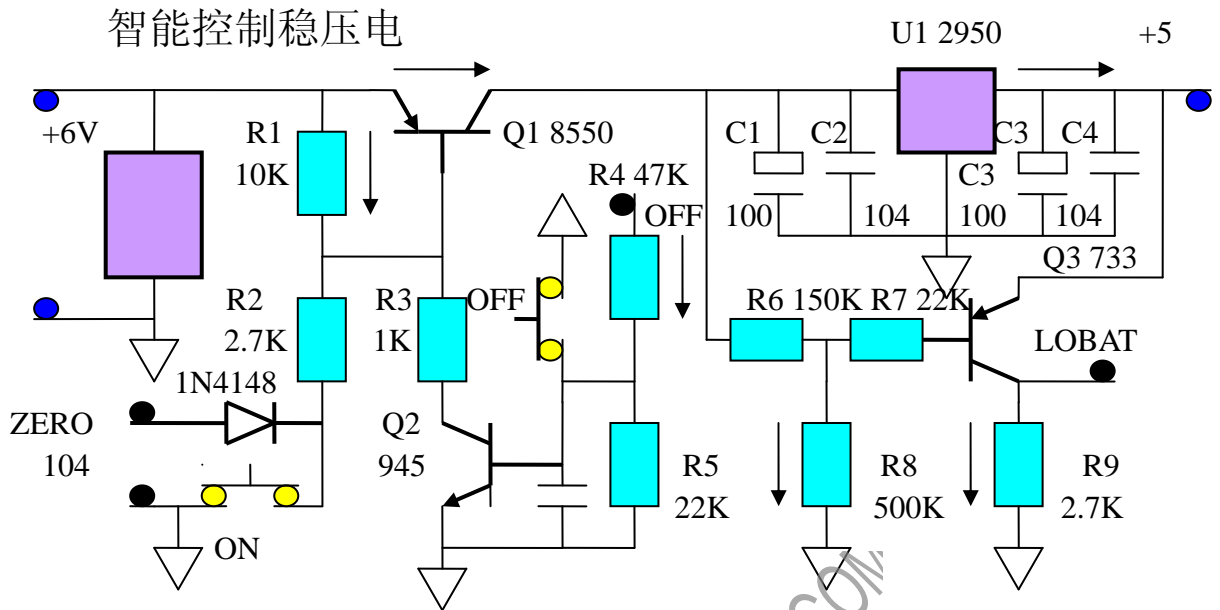 智能控制稳压电
U1 2950
+5
+6V
R1
10K
Q1 8550
R4 47K
OFF
C1
100
C2
104
C3
100
C3
104
C4
Q3 733
R2
2.7K
R3
1K
OFF
R6 150K
R7 22K
LOBAT
1N4148
ZERO
104
Q2
945
R5
22K
R8
500K
R9
2.7K
ON
COM